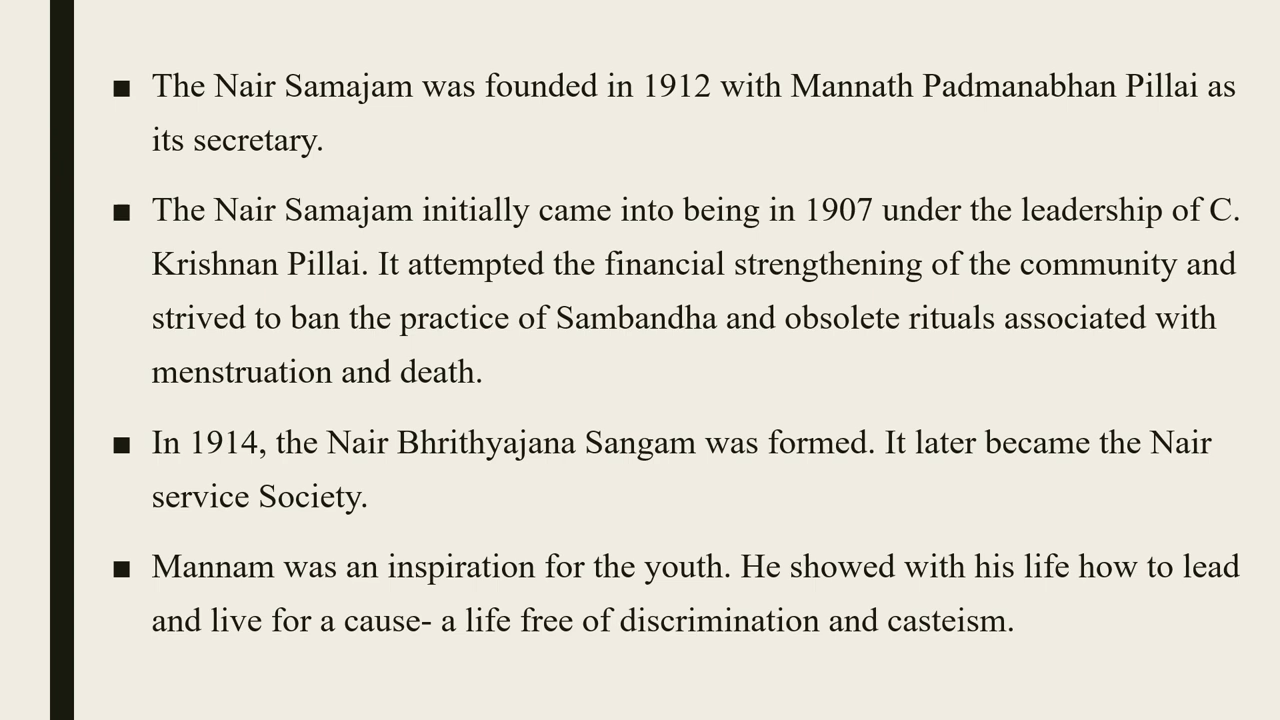 ■ The Nair Samajam was founded in 1912 with Mannath Padmanabhan Pillai as
its secretary.
■ The Nair Samajam initially came into being in 1907 under the leadership of C.
Krishnan Pillai. It attempted the financial strengthening of the community and
strived to ban the practice of Sambandha and obsolete rituals associated with
menstruation and death.
■ In 1914, the Nair Bhrithyajana Sangam was formed. It later became the Nair
service Society.
■ Mannam was an inspiration for the youth. He showed with his life how to lead
and live for a cause- a life free of discrimination and casteism.